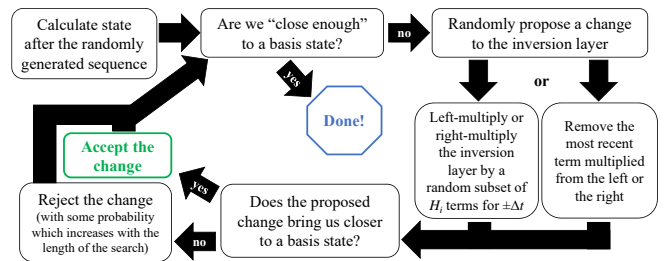 Calculate state
after the randomly
generated sequence
Are we “close enough”
to a basis state?
no
Randomly propose a change
to the inversion layer
yes
Done!
or
Left-multiply or
right-multiply
the inversion
layer by a
random subset of
Hi terms for ±Δt
Remove the
most recent
term multiplied
from the left or
the right
Accept the
change
yes
Does the proposed
change bring us closer
to a basis state?
no
Reject the change
(with some probability
which increases with the
length of the search)